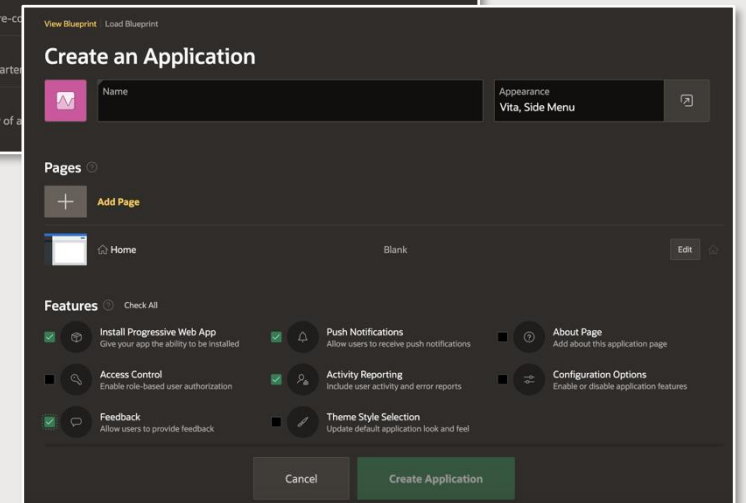 re-co
arter
of a
View Blueprint Load Blueprint
Create an Application
Name
Appearance
Vita, Side Menu
Pages
Add Page
Home Blank Edit
Features Check All
Install Progressive Web App
Give your app the ability to be installed
Push Notifications
Allow users to receive push notifications
About Page
Add about this application page
Access Control
Enable role-based user authorization
Activity Reporting
Include user activity and error reports
Configuration Options
Enable or disable application features
Feedback
Allow users to provide feedback
Theme Style Selection
Update default application look and feel
Cancel Create Application